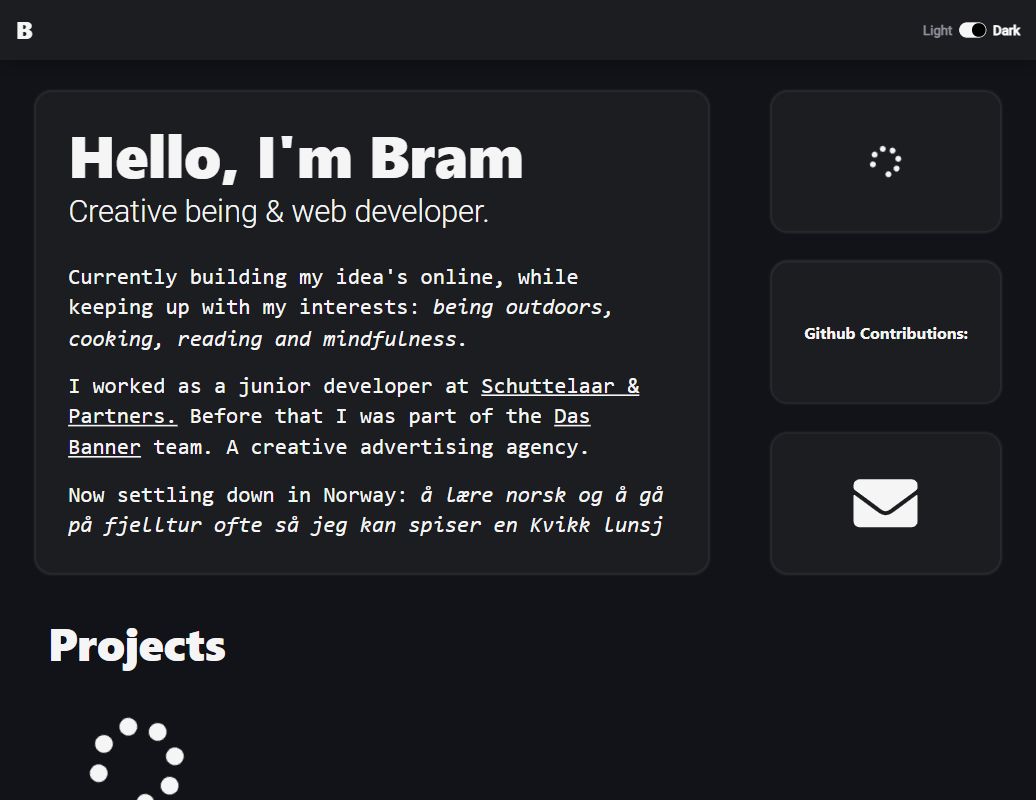 B
Light Dark
Hello, I'm Bram
Creative being & web developer.
Currently building my idea's online, while
keeping up with my interests: being outdoors,
cooking, reading and mindfulness.
I worked as a junior developer at Schuttelaar &
Partners. Before that I was part of the Das
Banner team. A creative advertising agency.
Now settling down in Norway: å lære norsk og å gå
på fjelltur ofte så jeg kan spiser en Kvikk lunsj
Github Contributions:
Projects